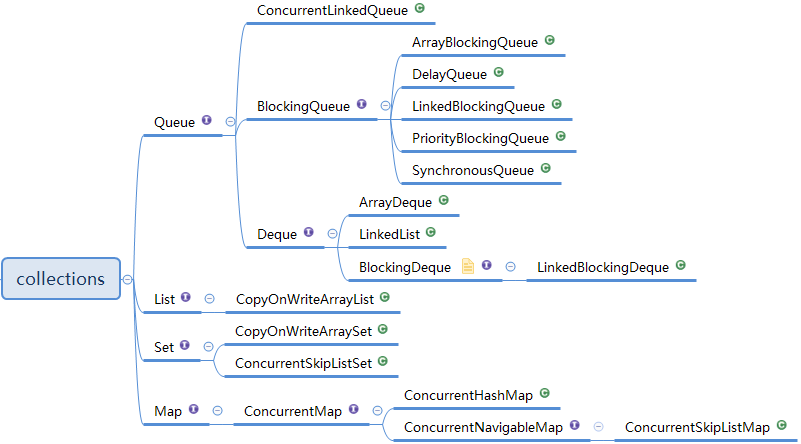 collections
Queue I
ConcurrentLinkedQueue C
BlockingQueue I
ArrayBlockingQueue C
DelayQueue C
LinkedBlockingQueue C
PriorityBlockingQueue C
SynchronousQueue C
Deque I
ArrayDeque C
LinkedList C
BlockingDeque I
LinkedBlockingDeque C
List I
CopyOnWriteArrayList C
Set I
CopyOnWriteArraySet C
ConcurrentSkipListSet C
Map I
ConcurrentMap I
ConcurrentHashMap C
ConcurrentNavigableMap I
ConcurrentSkipListMap C